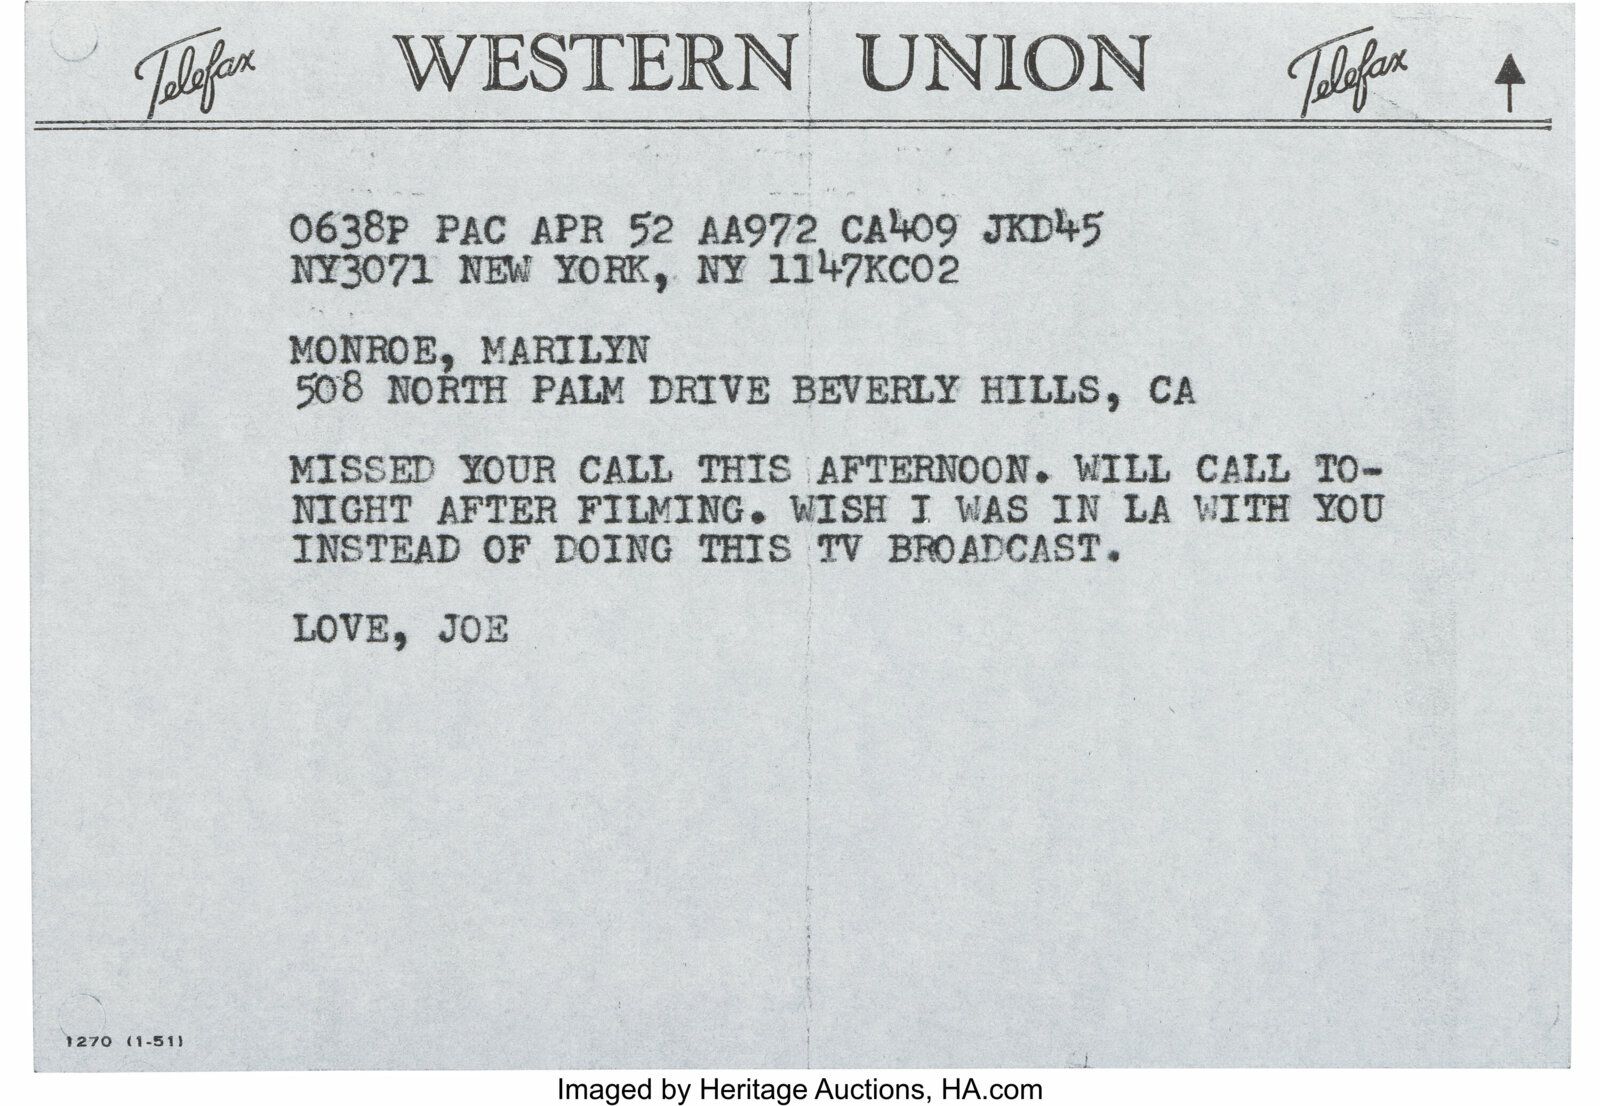 Telefax WESTERN UNION Telefax
0638P PAC APR 52 AA972 CA409 JKD45
NY3071 NEW YORK, NY 1147KCO2
MONROE, MARILYN
508 NORTH PALM DRIVE BEVERLY HILLS, CA
MISSED YOUR CALL THIS AFTERNOON. WILL CALL TO-
NIGHT AFTER FILMING. WISH I WAS IN LA WITH YOU
INSTEAD OF DOING THIS TV BROADCAST.
LOVE, JOE
1270 (1-51)
Imaged by Heritage Auctions, HA.com